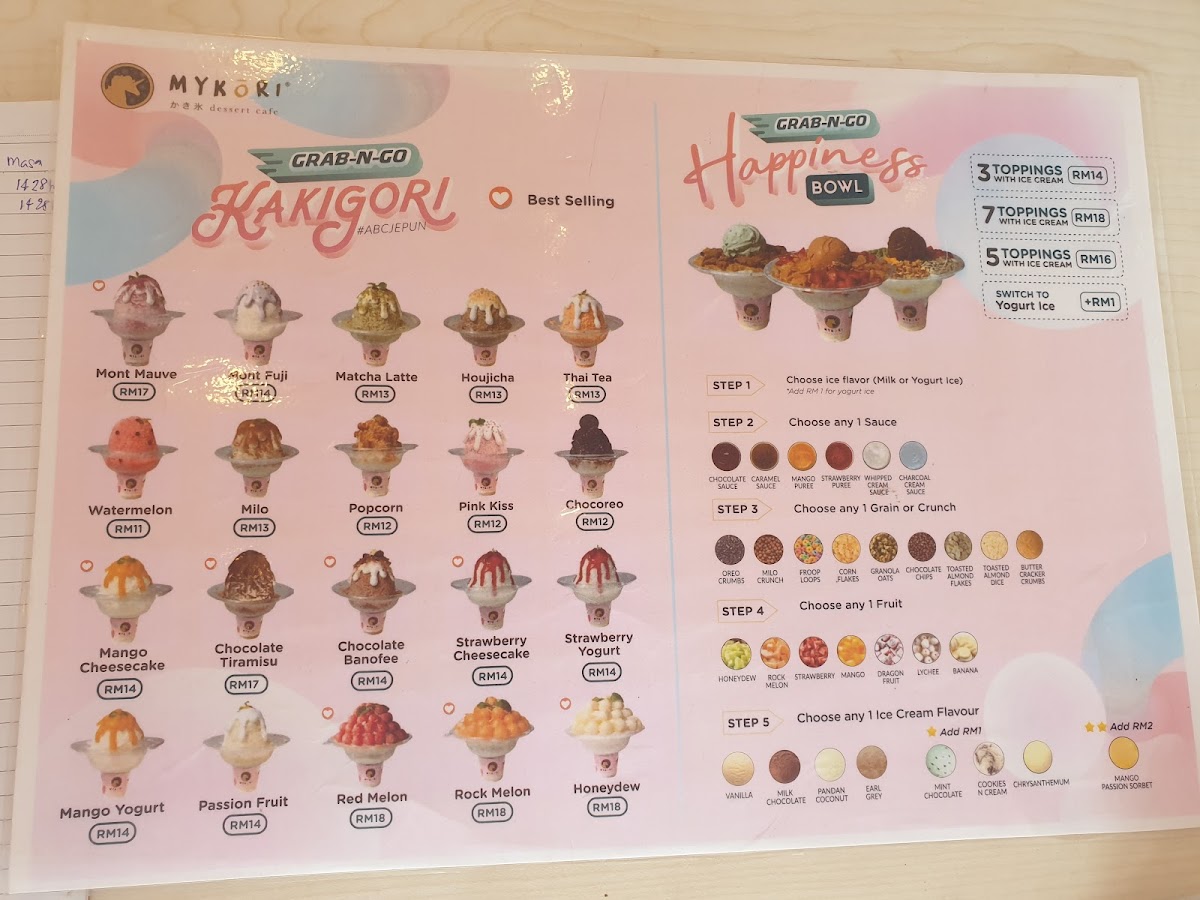 Masa
1428
1428
MYKORI
かき氷 dessert cafe
GRAB-N-GO
KAKIGORI
#ABCJEPUN
Best Selling
Mont Mauve
RM17
Mont Fuji
RM14
Matcha Latte
RM13
Houjicha
RM13
Thai Tea
RM13
Watermelon
RM11
Milo
RM13
Popcorn
RM12
Pink Kiss
RM12
Chocoreo
RM12
Mango
Cheesecake
RM14
Chocolate
Tiramisu
RM17
Chocolate
Banofee
RM14
Strawberry
Cheesecake
RM14
Strawberry
Yogurt
RM14
Mango Yogurt
RM14
Passion Fruit
RM14
Red Melon
RM18
Rock Melon
RM18
Honeydew
RM18
GRAB-N-GO
Happiness
BOWL
3 TOPPINGS WITH ICE CREAM RM14
7 TOPPINGS WITH ICE CREAM RM18
5 TOPPINGS WITH ICE CREAM RM16
SWITCH TO
Yogurt Ice +RM1
STEP 1 Choose ice flavor (Milk or Yogurt ice)
*Add RM 1 for yogurt ice
STEP 2 Choose any 1 Sauce
CHOCOLATE
SAUCE
CARAMEL
SAUCE
MANGO
PUREE
STRAWBERRY
PUREE
WHIPPED
CREAM
SAUCE
CHARCOAL
CREAM
SAUCE
STEP 3 Choose any 1 Grain or Crunch
OREO
CRUMBS
MILO
CRUNCH
FROOP
LOOPS
CORN
.FLAKES
GRANOLA
OATS
CHOCOLATE
CHIPS
TOASTED
ALMOND
FLAKES
TOASTED
ALMOND
DICE
BUTTER
CRACKER
CRUMBS
STEP 4 Choose any 1 Fruit
HONEYDEW
ROCK
MELON
STRAWBERRY
MANGO
DRAGON
FRUIT
LYCHEE
BANANA
STEP 5 Choose any 1 Ice Cream Flavour
Add RM1
Add RM2
VANILLA
MILK
CHOCOLATE
PANDAN
COCONUT
EARL
GREY
MINT
CHOCOLATE
COOKIES
N CREAM
CHRYSANTHEMUM
MANGO
PASSION SORBET